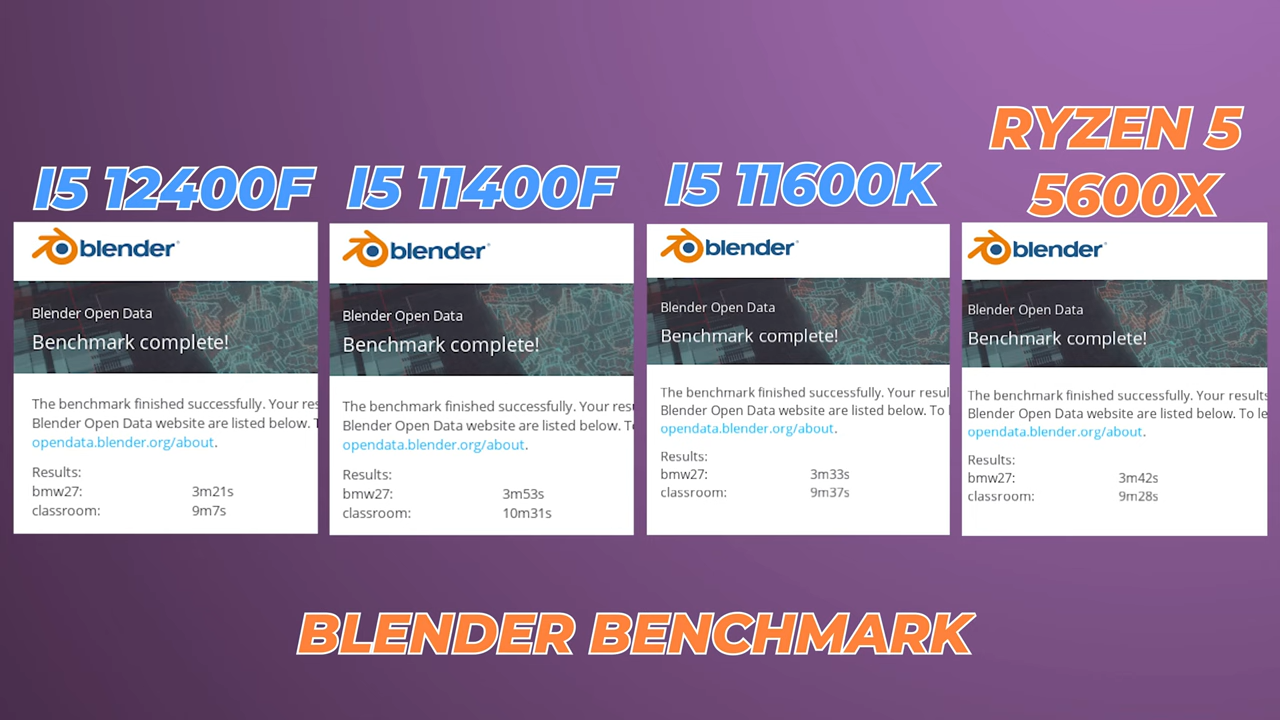 I5 12400F
blender
Blender Open Data
Benchmark complete!
The benchmark finished successfully. Your res
Blender Open Data website are listed below. T
opendata.blender.org/about.
Results:
bmw27: 3m21s
classroom: 9m7s
I5 11400F
blender
Blender Open Data
Benchmark complete!
The benchmark finished successfully. Your resu
Blender Open Data website are listed below. To
opendata.blender.org/about.
Results:
bmw27: 3m53s
classroom: 10m31s
I5 11600K
blender
Blender Open Data
Benchmark complete!
The benchmark finished successfully. Your resul
Blender Open Data website are listed below. To l
opendata.blender.org/about.
Results:
bmw27: 3m33s
classroom: 9m37s
RYZEN 5
5600X
blender
Blender Open Data
Benchmark complete!
The benchmark finished successfully. Your results
Blender Open Data website are listed below. To le
opendata.blender.org/about.
Results:
bmw27: 3m42s
classroom: 9m28s
BLENDER BENCHMARK